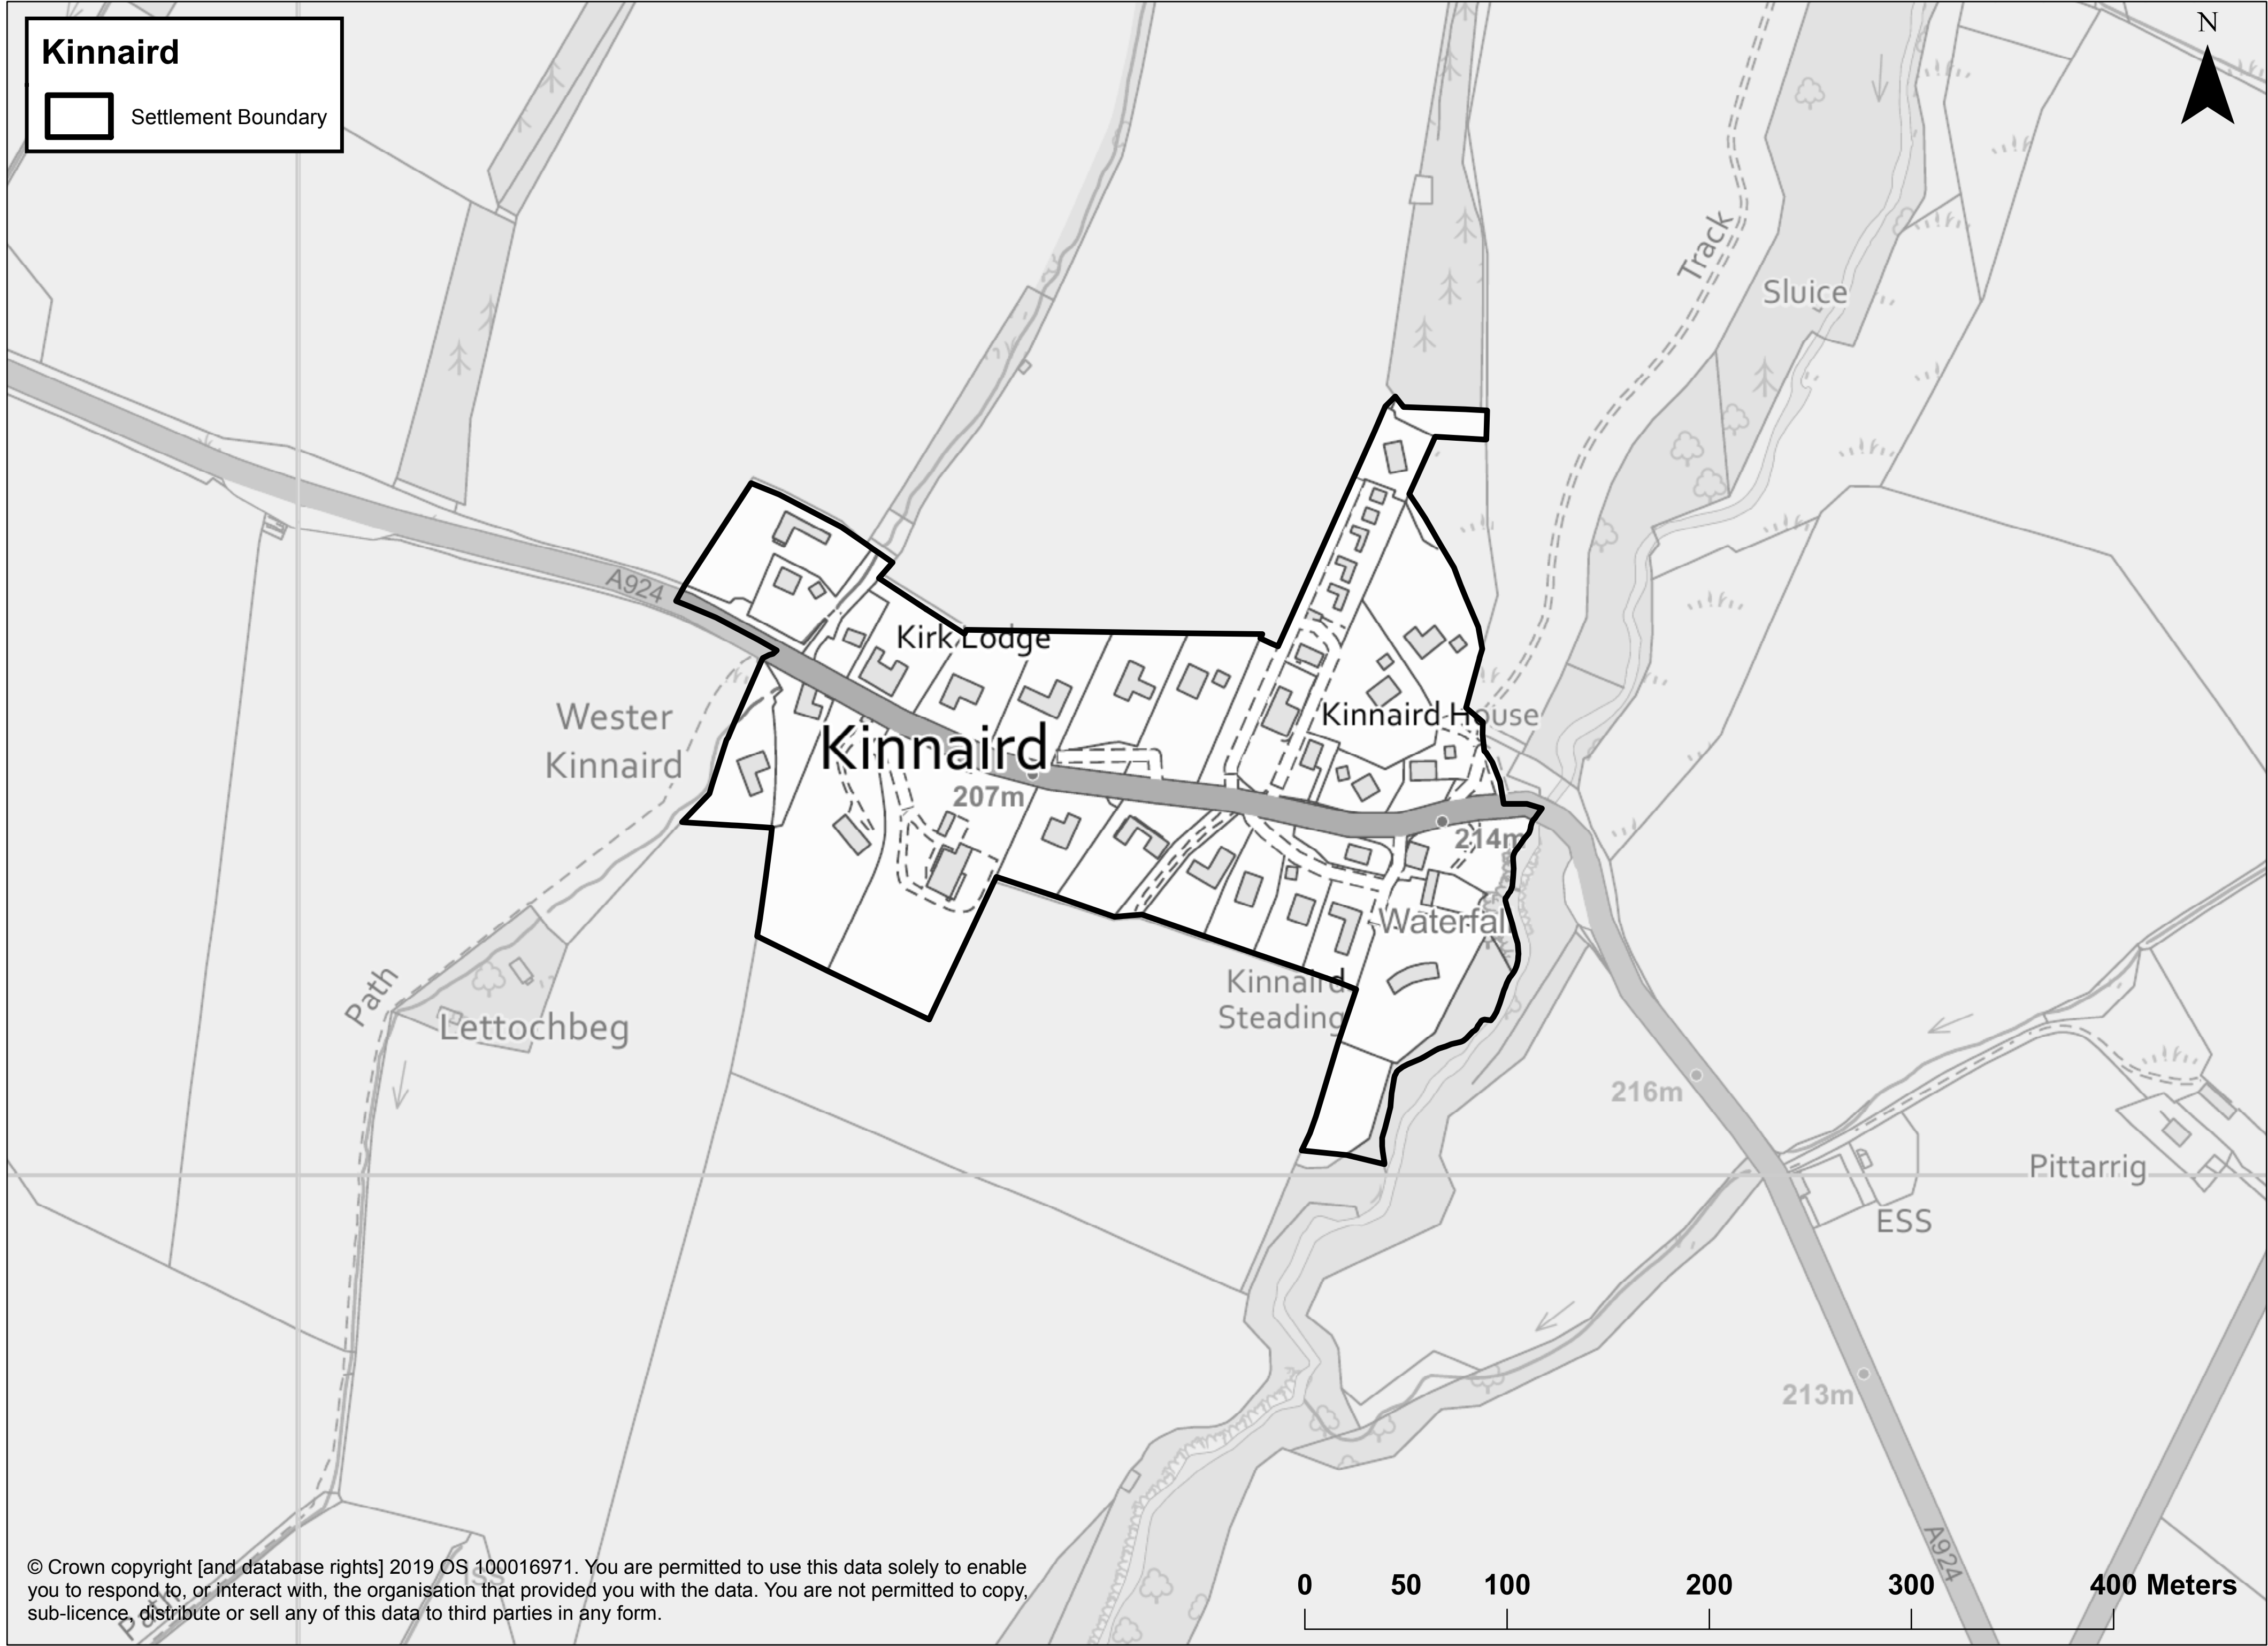 Kinnaird
Settlement Boundary
N
Track
Sluice
A924
Kirk Lodge
Wester
Kinnaird
Kinnaird
Kinnaird House
207m
214m
Waterfall
Kinnaird
Steading
Path
Lettochbeg
216m
Pittarrig
ESS
213m
A924
ISS
Path
© Crown copyright [and database rights] 2019 OS 100016971. You are permitted to use this data solely to enable
you to respond to, or interact with, the organisation that provided you with the data. You are not permitted to copy,
sub-licence, distribute or sell any of this data to third parties in any form.
0 50 100 200 300 400 Meters